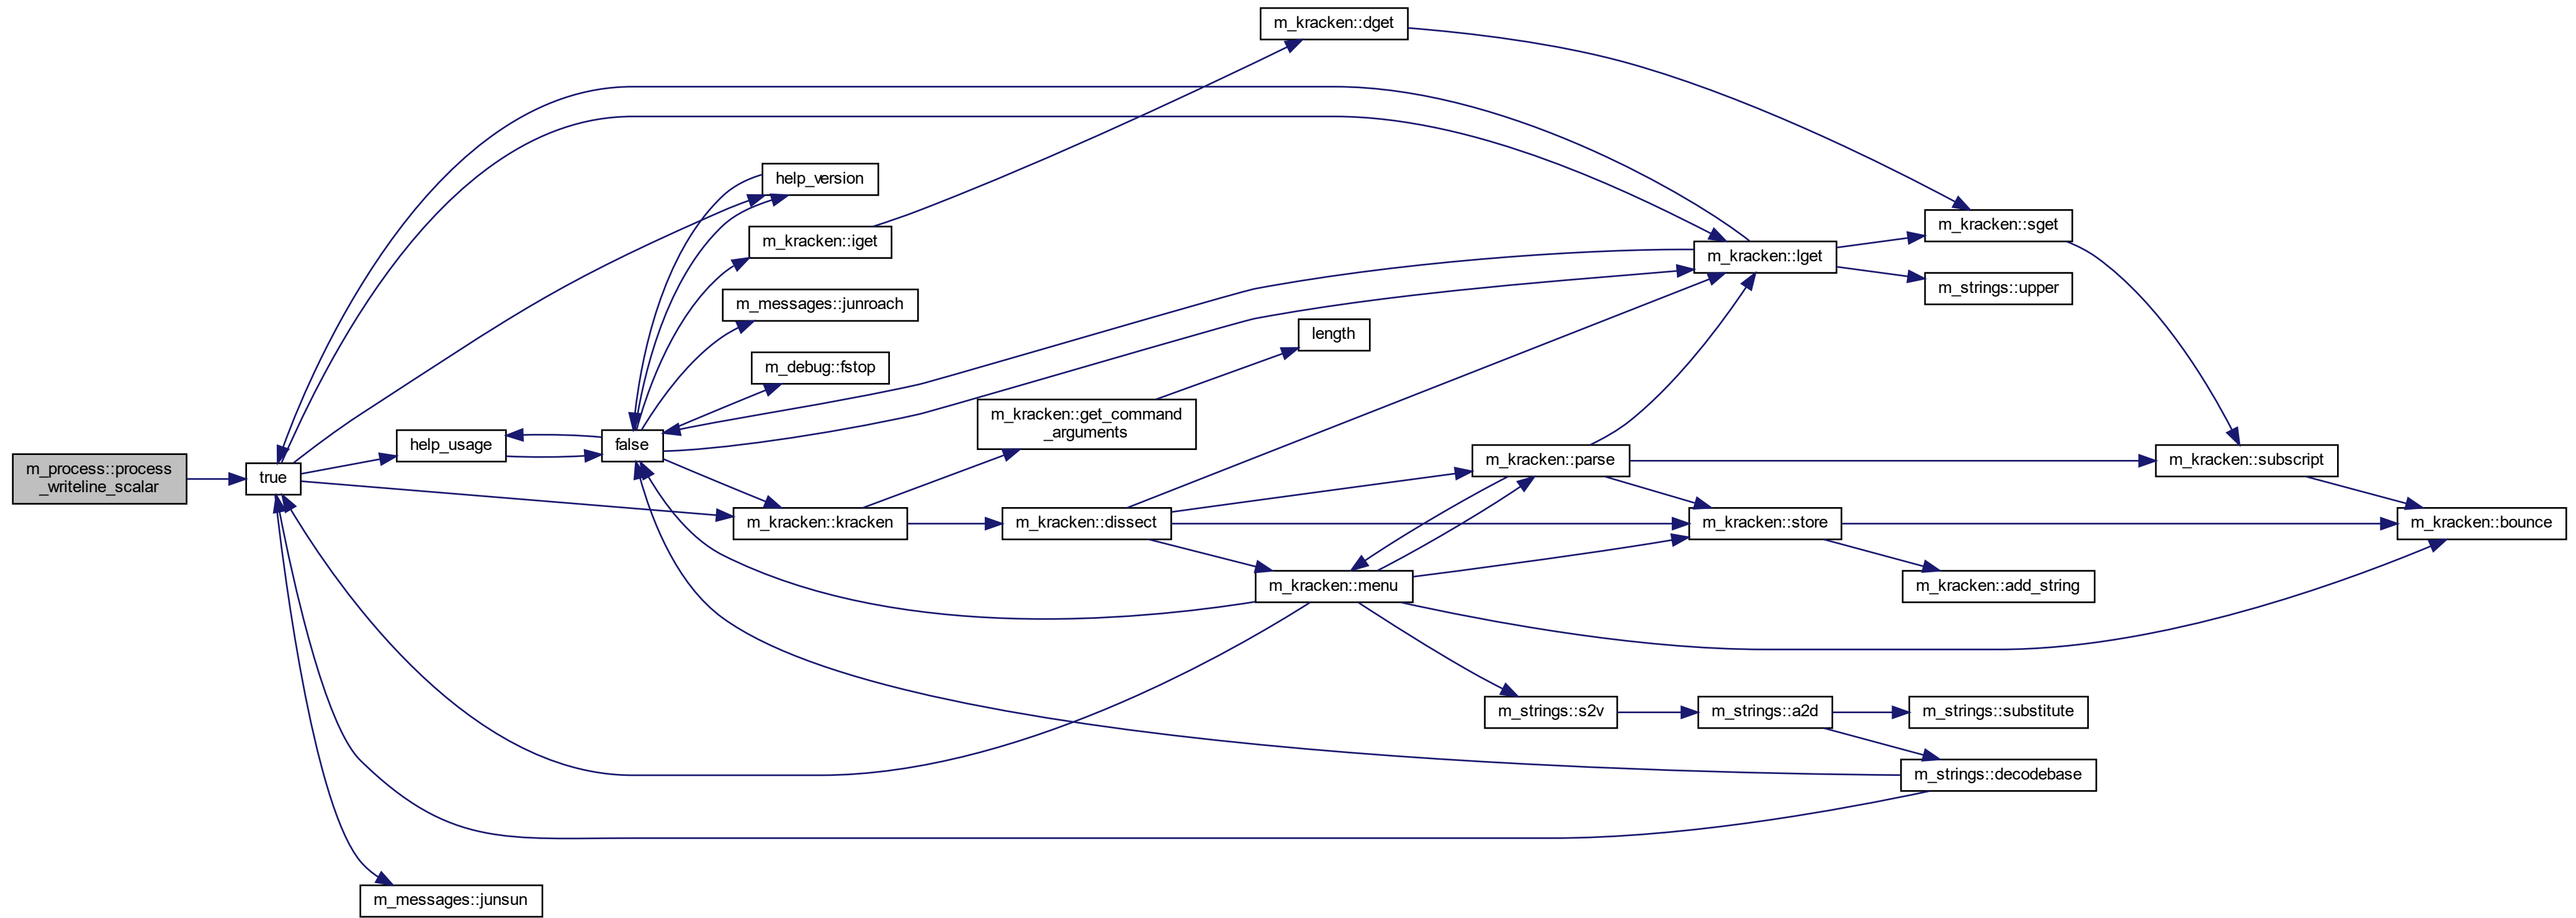 m_kracken::dget
help_version
m_kracken::iget
m_kracken::sget
m_kracken::lget
m_strings::upper
m_messages::junroach
length
m_debug::fstop
m_kracken::get_command
_arguments
help_usage
false
m_kracken::parse
m_kracken::subscript
m_process::process
_writeline_scalar
true
m_kracken::kracken
m_kracken::dissect
m_kracken::store
m_kracken::bounce
m_kracken::menu
m_kracken::add_string
m_strings::s2v
m_strings::a2d
m_strings::substitute
m_strings::decodebase
m_messages::junsun